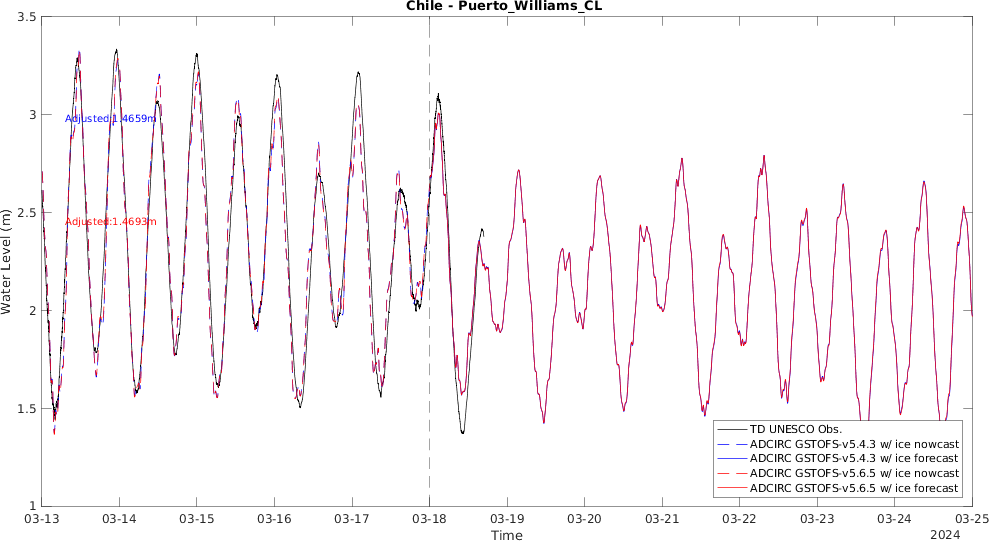 Chile - Puerto_Williams_CL
3.5
3
2.5
2
1.5
1
Water Level (m)
Adjusted:1.4659m
Adjusted:1.4693m
TD UNESCO Obs.
ADCIRC GSTOFS-v5.4.3 w/ ice nowcast
ADCIRC GSTOFS-v5.4.3 w/ ice forecast
ADCIRC GSTOFS-v5.6.5 w/ ice nowcast
ADCIRC GSTOFS-v5.6.5 w/ ice forecast
03-13 03-14 03-15 03-16 03-17 03-18 03-19 03-20 03-21 03-22 03-23 03-24 03-25
Time
2024